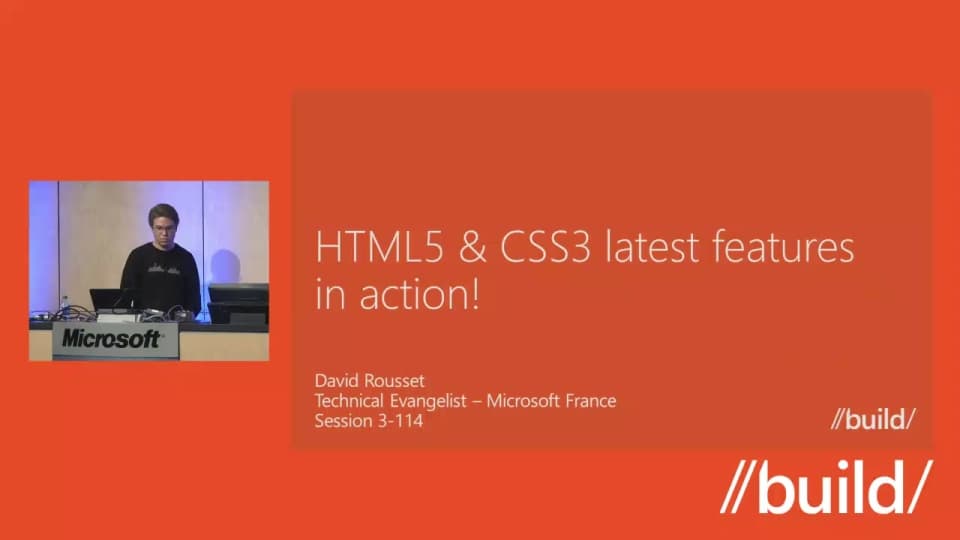 HTML5 & CSS3 latest features
in action!
David Rousset
Technical Evangelist – Microsoft France
Session 3-114
//build/
Microsoft
//build/